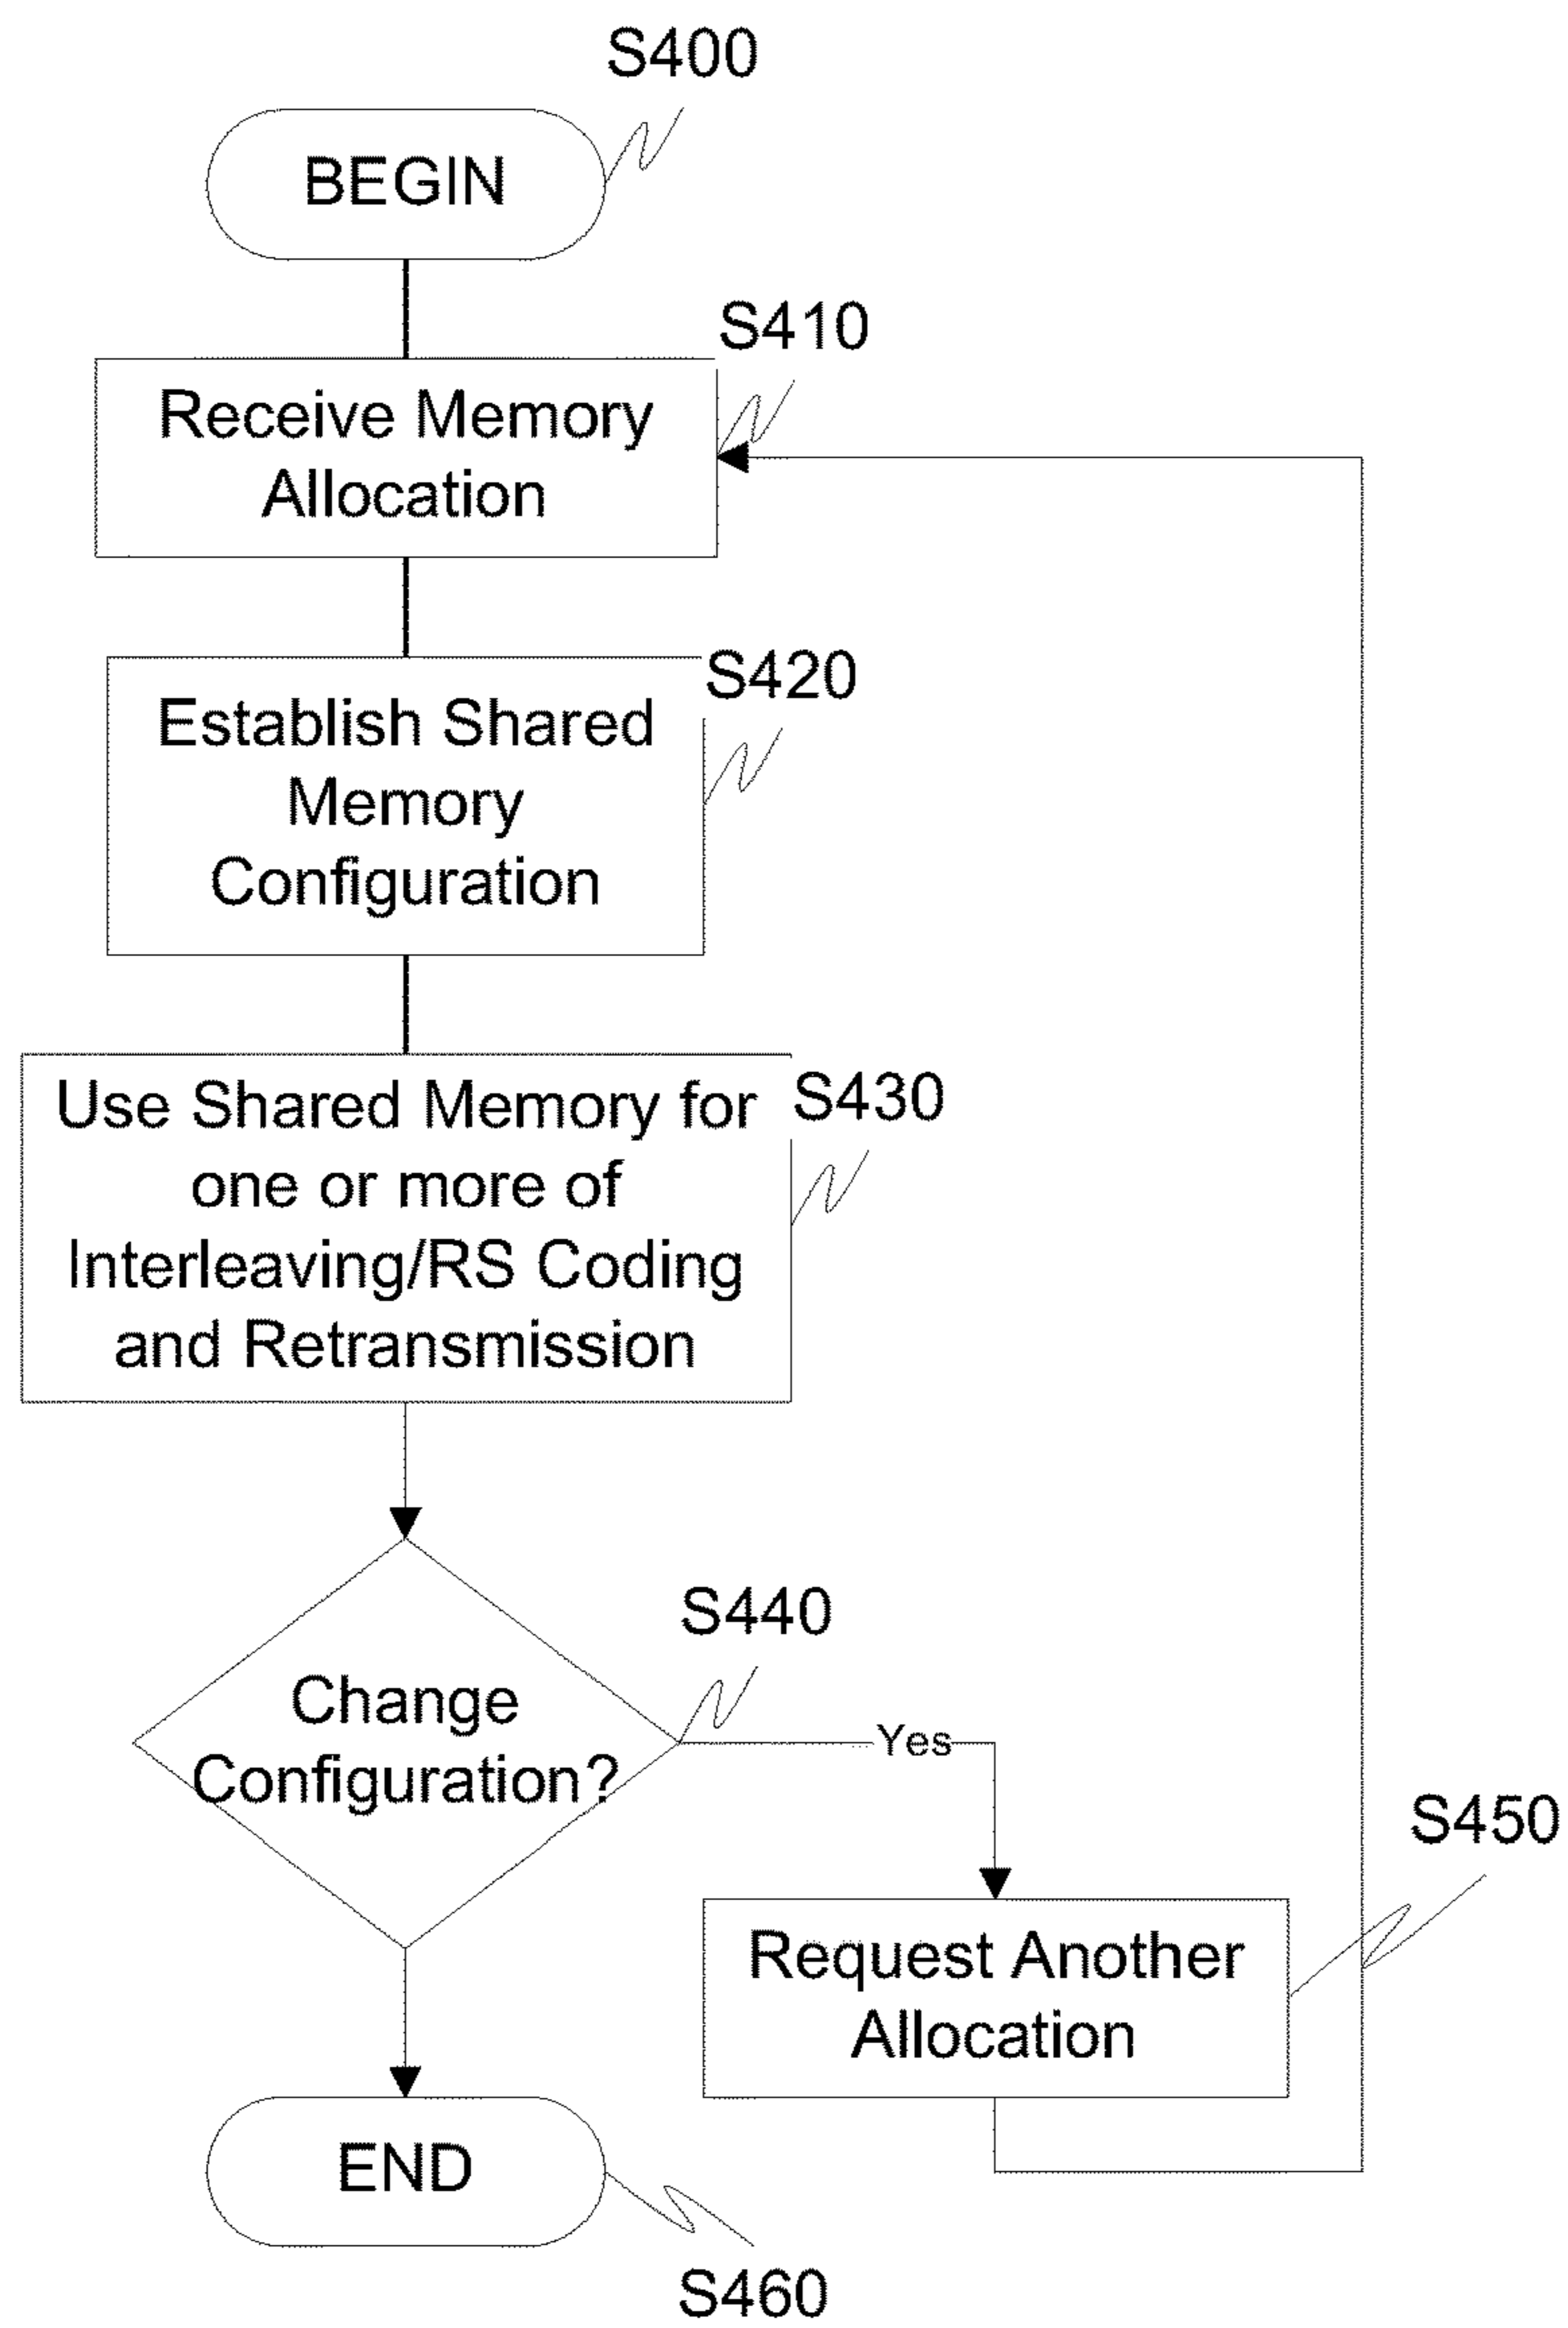 S400
BEGIN
S410
Receive Memory
Allocation
S420
Establish Shared
Memory
Configuration
S430
Use Shared Memory for
one or more of
Interleaving/RS Coding
and Retransmission
S440
Change
Configuration?
Yes
S450
Request Another
Allocation
END
S460